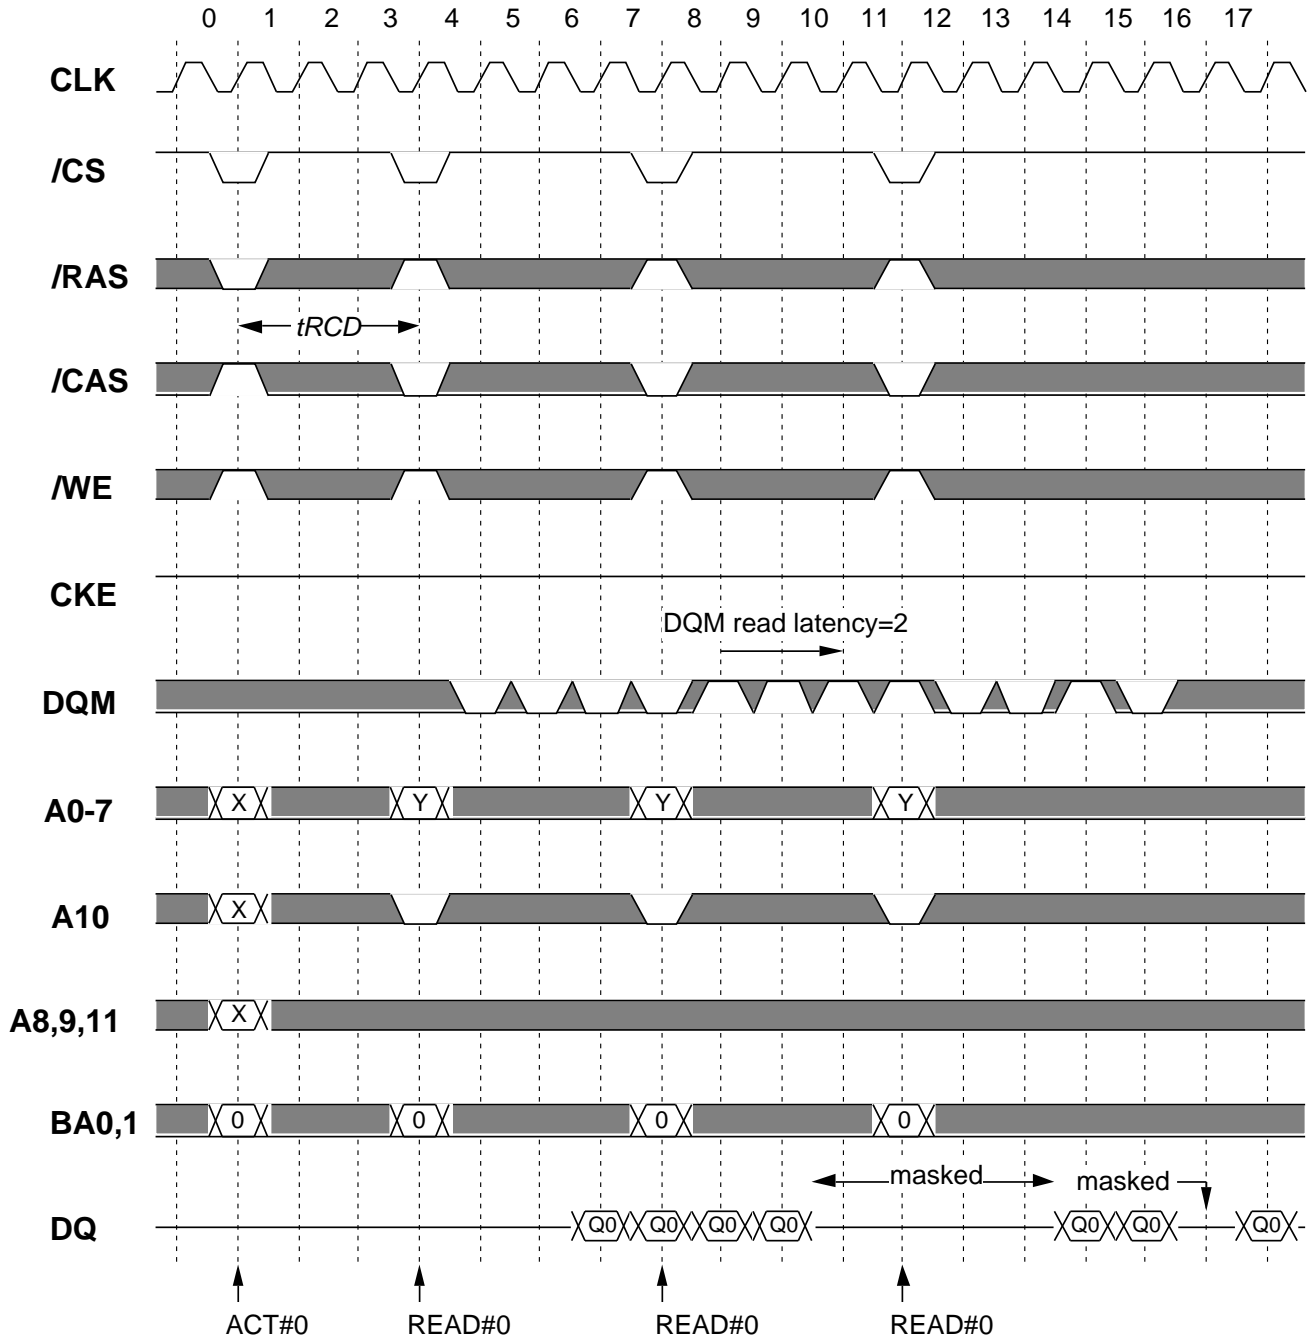 0 1 2 3 4 5 6 7 8 9 10 11 12 13 14 15 16 17
CLK
/CS
/RAS
tRCD
/CAS
/WE
CKE
DQM read latency=2
DQM
A0-7 X Y Y Y
A10 X
A8,9,11 X
BA0,1 0 0 0 0
masked masked
DQ Q0 Q0 Q0 Q0 Q0 Q0 Q0
ACT#0 READ#0 READ#0 READ#0